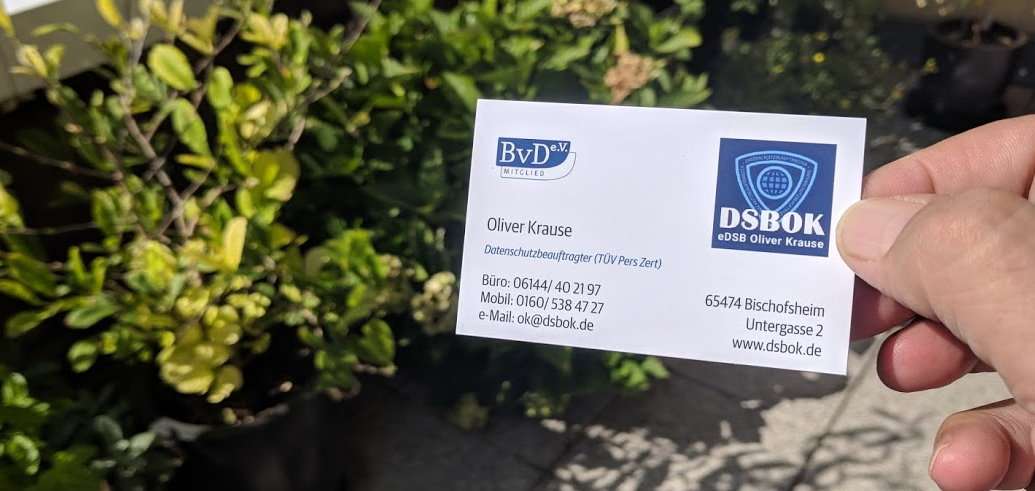 BvD e.V.
MITGLIED
DSBOK
eDSB Oliver Krause
Oliver Krause
Datenschutzbeauftragter (TÜV Pers Zert)
Büro: 06144/ 40 21 97
Mobil: 0160/ 538 47 27
e-Mail: ok@dsbok.de
65474 Bischofsheim
Untergasse 2
www.dsbok.de